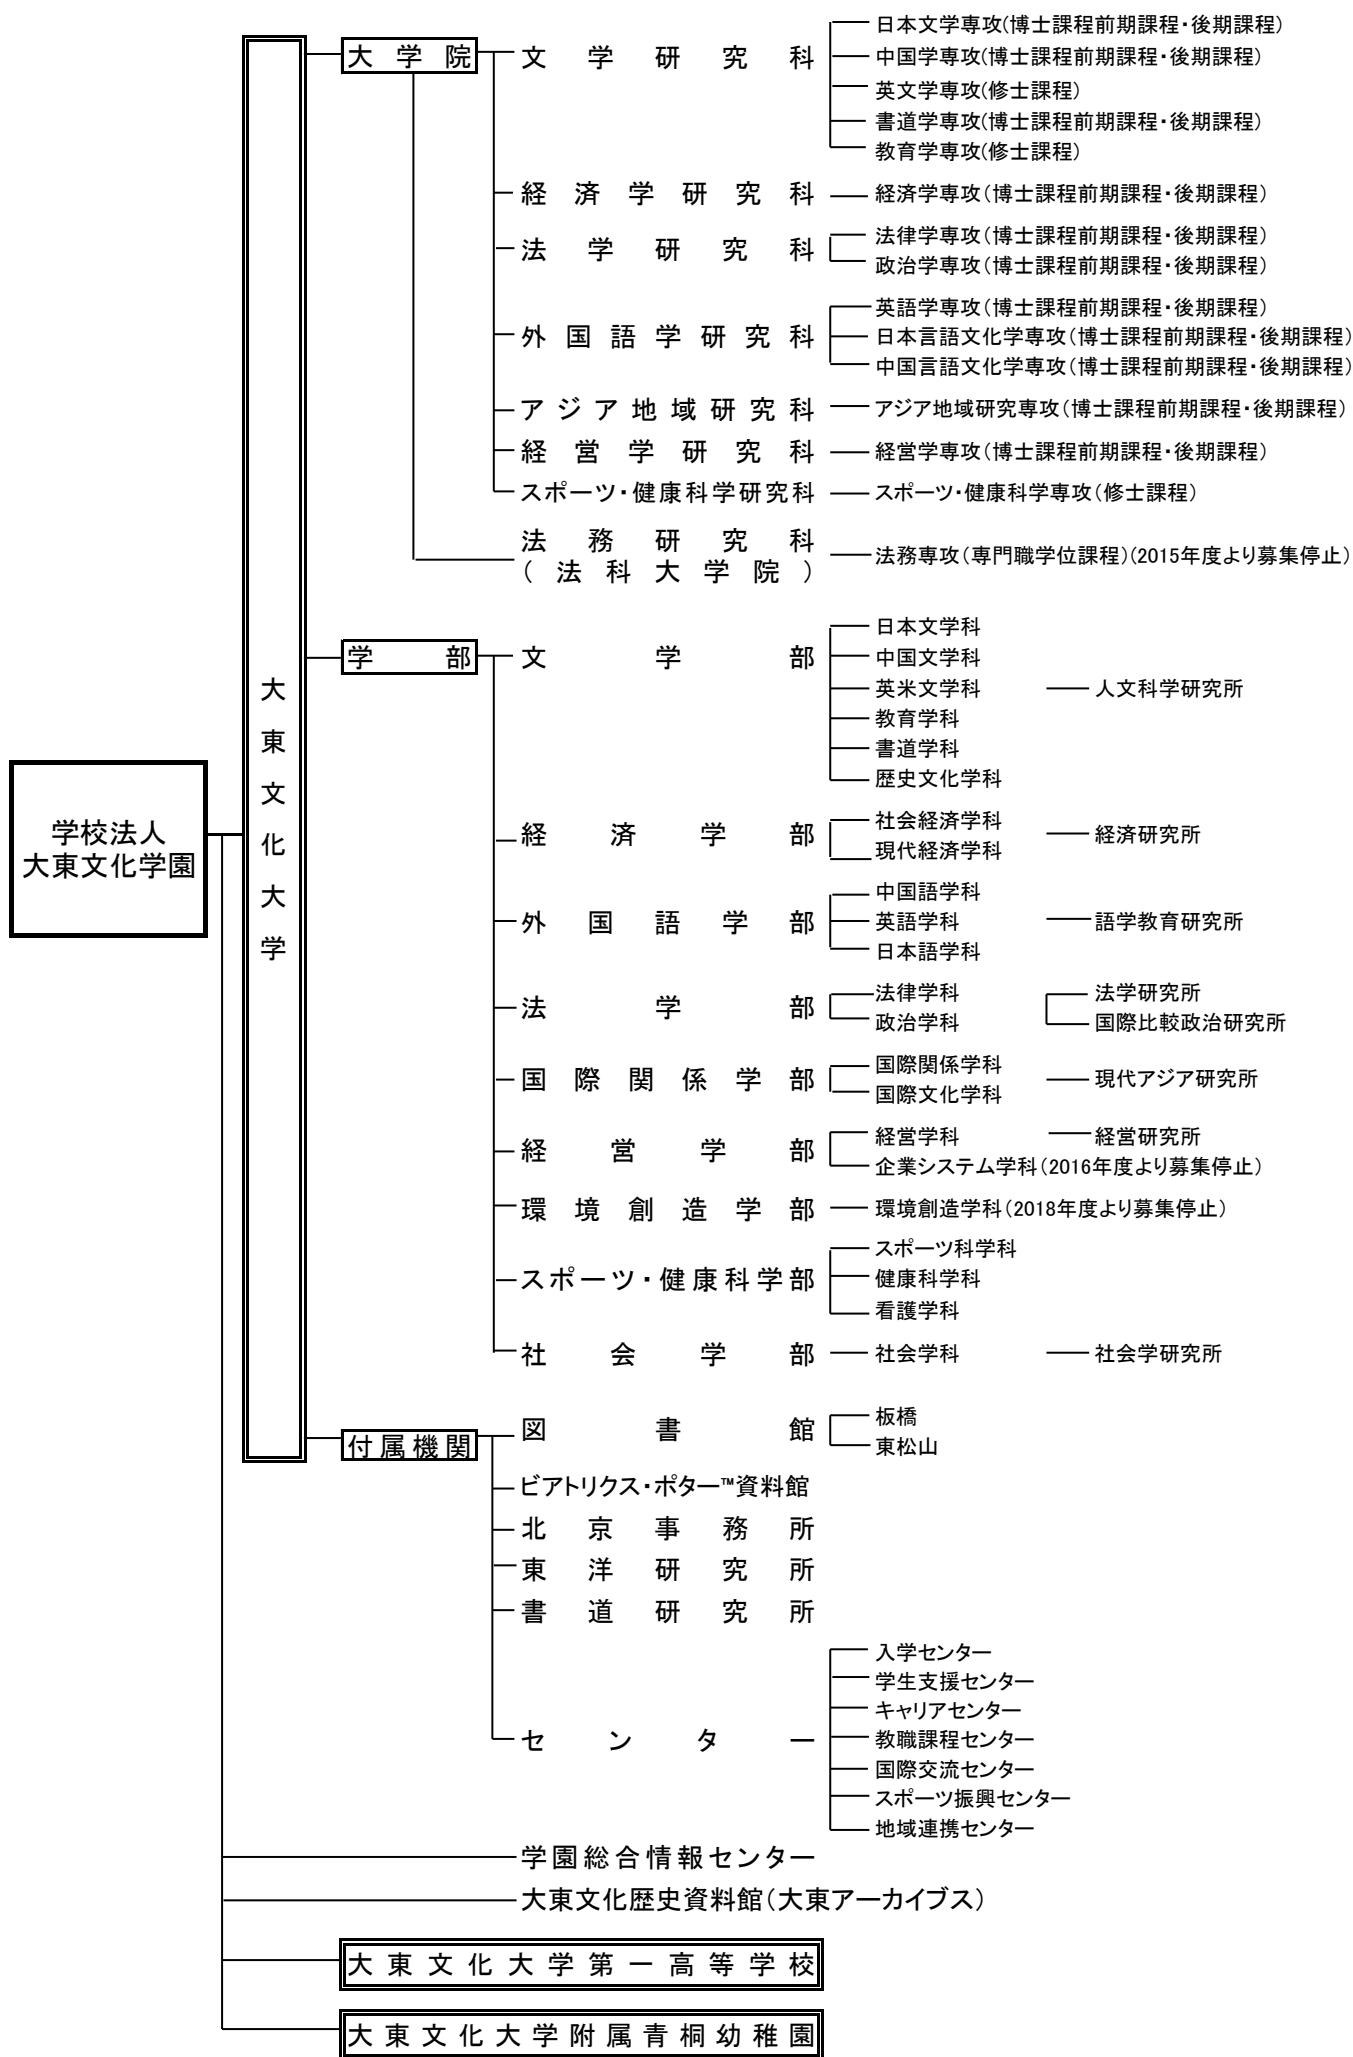 学校法人
大東文化学園
大東文化大学
大学院
文学研究科
日本文学専攻(博士課程前期課程・後期課程)
中国学専攻(博士課程前期課程・後期課程)
英文学専攻(修士課程)
書道学専攻(博士課程前期課程・後期課程)
教育学専攻(修士課程)
経済学研究科
経済学専攻(博士課程前期課程・後期課程)
法学研究科
法律学専攻(博士課程前期課程・後期課程)
政治学専攻(博士課程前期課程・後期課程)
外国語学研究科
英語学専攻(博士課程前期課程・後期課程)
日本言語文化学専攻(博士課程前期課程・後期課程)
中国言語文化学専攻(博士課程前期課程・後期課程)
アジア地域研究科
アジア地域研究専攻(博士課程前期課程・後期課程)
経営学研究科
経営学専攻(博士課程前期課程・後期課程)
スポーツ・健康科学研究科
スポーツ・健康科学専攻(修士課程)
法務研究科
(法科大学院)
法務専攻(専門職学位課程)(2015年度より募集停止)
学部
文学部
日本文学科
中国文学科
英米文学科
教育学科
書道学科
歴史文化学科
人文科学研究所
経済学部
社会経済学科
現代経済学科
経済研究所
外国語学部
中国語学科
英語学科
日本語学科
語学教育研究所
法学部
法律学科
政治学科
法学研究所
国際比較政治研究所
国際関係学部
国際関係学科
国際文化学科
現代アジア研究所
経営学部
経営学科
経営研究所
企業システム学科(2016年度より募集停止)
環境創造学部
環境創造学科(2018年度より募集停止)
スポーツ・健康科学部
スポーツ科学科
健康科学科
看護学科
社会学部
社会学科
社会学研究所
付属機関
図書館
板橋
東松山
ビアトリクス・ポター™資料館
北京事務所
東洋研究所
書道研究所
センター
入学センター
学生支援センター
キャリアセンター
教職課程センター
国際交流センター
スポーツ振興センター
地域連携センター
学園総合情報センター
大東文化歴史資料館(大東アーカイブス)
大東文化大学第一高等学校
大東文化大学附属青桐幼稚園